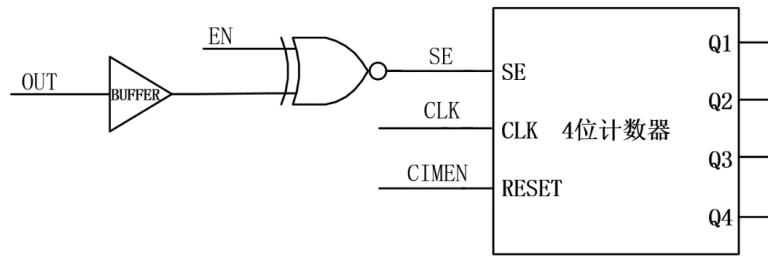 EN
OUT
BUFFER
SE
CLK
CIMEN
SE
CLK 4位计数器
RESET
Q1
Q2
Q3
Q4